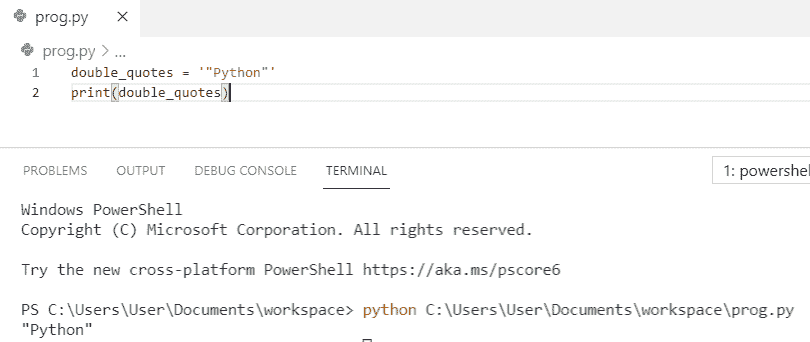 prog.py ×
prog.py > ...
1 double_quotes = '"Python"'
2 print(double_quotes)
PROBLEMS OUTPUT DEBUG CONSOLE TERMINAL 1: powershel
Windows PowerShell
Copyright (C) Microsoft Corporation. All rights reserved.
Try the new cross-platform PowerShell https://aka.ms/pscore6
PS C:\Users\User\Documents\workspace> python C:\Users\User\Documents\workspace\prog.py
"Python"